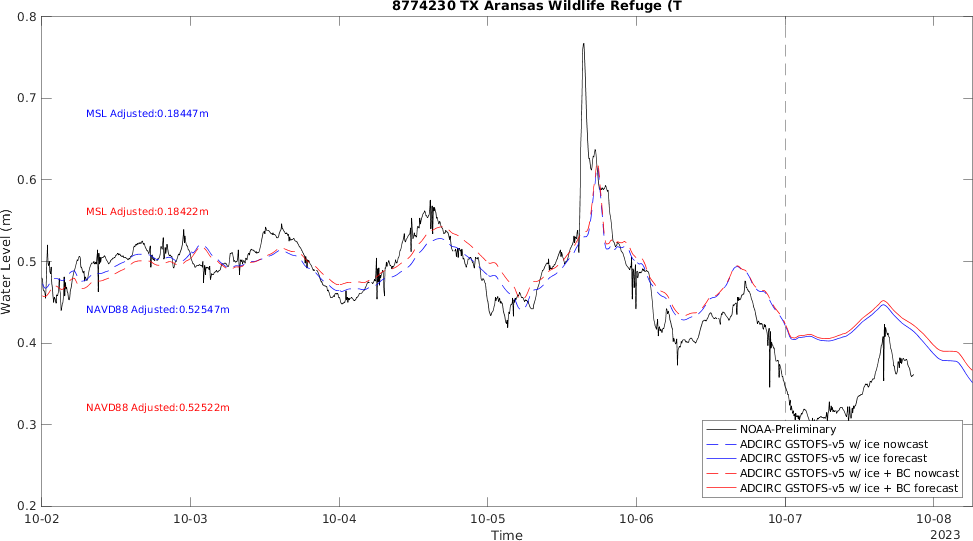 8774230 TX Aransas Wildlife Refuge (T
0.8
0.7
0.6
0.5
0.4
0.3
0.2
Water Level (m)
MSL Adjusted:0.18447m
MSL Adjusted:0.18422m
NAVD88 Adjusted:0.52547m
NAVD88 Adjusted:0.52522m
NOAA-Preliminary
ADCIRC GSTOFS-v5 w/ ice nowcast
ADCIRC GSTOFS-v5 w/ ice forecast
ADCIRC GSTOFS-v5 w/ ice + BC nowcast
ADCIRC GSTOFS-v5 w/ ice + BC forecast
10-02 10-03 10-04 10-05 10-06 10-07 10-08
Time
2023